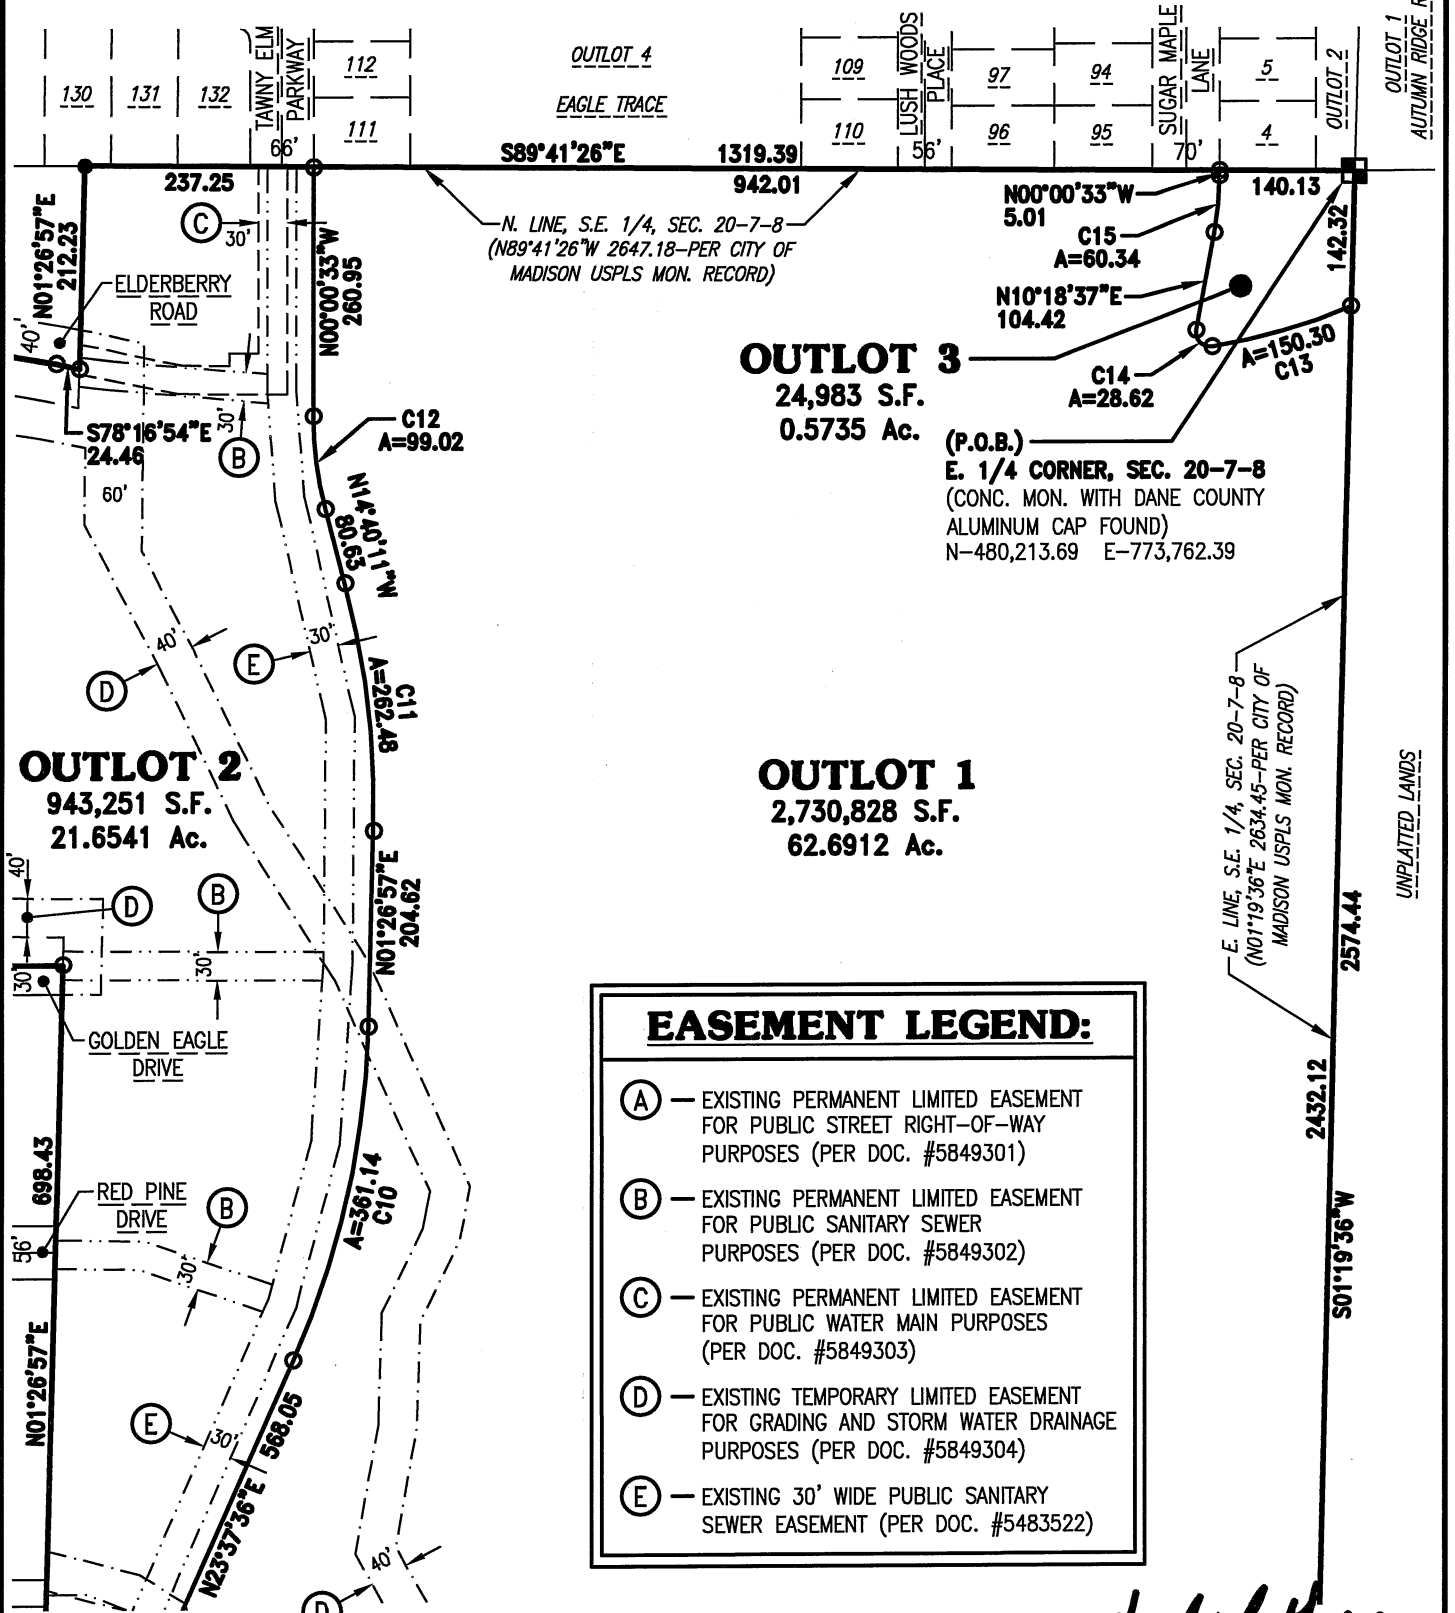 130
131
132
TAWNY ELM
PARKWAY
112
111
OUTLOT 4
EAGLE TRACE
109
110
LUSH WOODS
PLACE
97
96
94
95
SUGAR MAPLE
LANE
5
4
OUTLOT 2
OUTLOT 1
AUTUMN RIDGE
66'
56'
70'
S89°41'26"E
1319.39
237.25
942.01
140.13
N. LINE, S.E. 1/4, SEC. 20-7-8
(N89°41'26"W 2647.18-PER CITY OF
MADISON USPLS MON. RECORD)
N01°26'57"E
212.23
C
30'
N00°00'33"W
260.95
ELDERBERRY
ROAD
40'
S78°16'54"E
24.46
30'
B
60'
C12
A=99.02
N14°40'11"W
80.63
N00°00'33"W
5.01
C15
A=60.34
N10°18'37"E
104.42
C14
A=28.62
A=150.30
C13
142.32
OUTLOT 3
24,983 S.F.
0.5735 Ac.
(P.O.B.)
E. 1/4 CORNER, SEC. 20-7-8
(CONC. MON. WITH DANE COUNTY
ALUMINUM CAP FOUND)
N-480,213.69 E-773,762.39
40'
D
E
30'
C11
A=262.48
OUTLOT 2
943,251 S.F.
21.6541 Ac.
OUTLOT 1
2,730,828 S.F.
62.6912 Ac.
E. LINE, S.E. 1/4, SEC. 20-7-8
(N01°19'36"E 2634.45-PER CITY OF
MADISON USPLS MON. RECORD)
UNPLATTED LANDS
2574.44
2432.12
S01°19'36"W
40'
D
B
30'
30'
N01°26'57"E
204.62
GOLDEN EAGLE
DRIVE
698.43
RED PINE
DRIVE
B
56'
30'
A=361.14
C10
N01°26'57"E
E
30'
N23°37'36"E 568.05
40'
D
EASEMENT LEGEND:
A — EXISTING PERMANENT LIMITED EASEMENT
FOR PUBLIC STREET RIGHT-OF-WAY
PURPOSES (PER DOC. #5849301)
B — EXISTING PERMANENT LIMITED EASEMENT
FOR PUBLIC SANITARY SEWER
PURPOSES (PER DOC. #5849302)
C — EXISTING PERMANENT LIMITED EASEMENT
FOR PUBLIC WATER MAIN PURPOSES
(PER DOC. #5849303)
D — EXISTING TEMPORARY LIMITED EASEMENT
FOR GRADING AND STORM WATER DRAINAGE
PURPOSES (PER DOC. #5849304)
E — EXISTING 30' WIDE PUBLIC SANITARY
SEWER EASEMENT (PER DOC. #5483522)